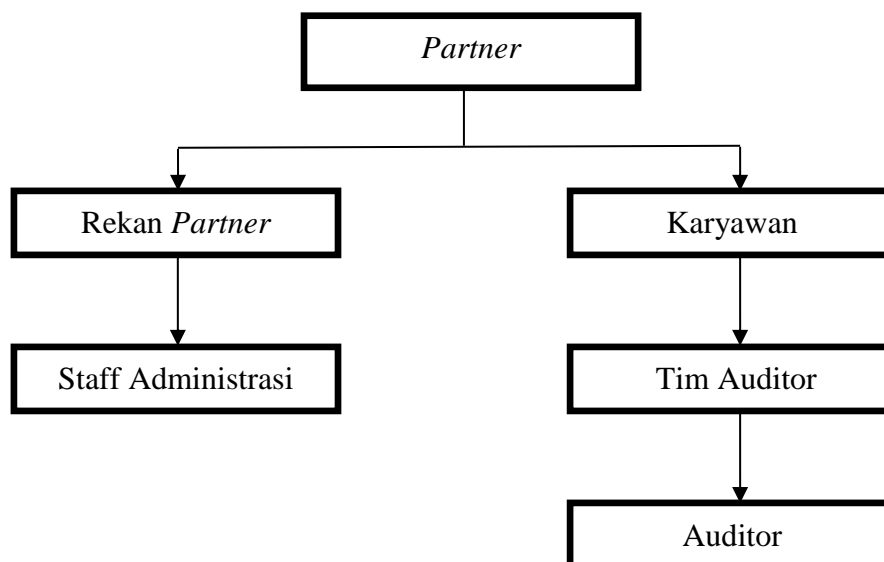 Partner
Rekan Partner
Karyawan
Staff Administrasi
Tim Auditor
Auditor